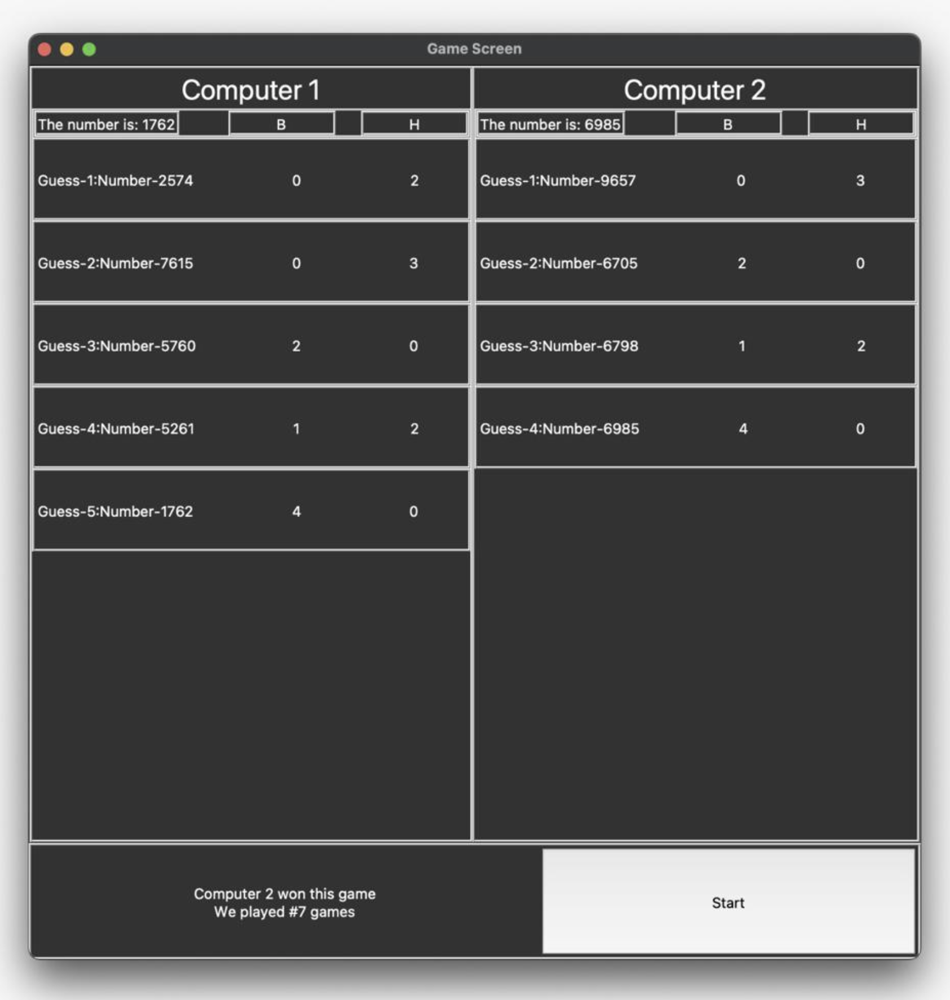 Game Screen
Computer 1
The number is: 1762 B H
Guess-1:Number-2574 0 2
Guess-2:Number-7615 0 3
Guess-3:Number-5760 2 0
Guess-4:Number-5261 1 2
Guess-5:Number-1762 4 0
Computer 2
The number is: 6985 B H
Guess-1:Number-9657 0 3
Guess-2:Number-6705 2 0
Guess-3:Number-6798 1 2
Guess-4:Number-6985 4 0
Computer 2 won this game
We played #7 games
Start